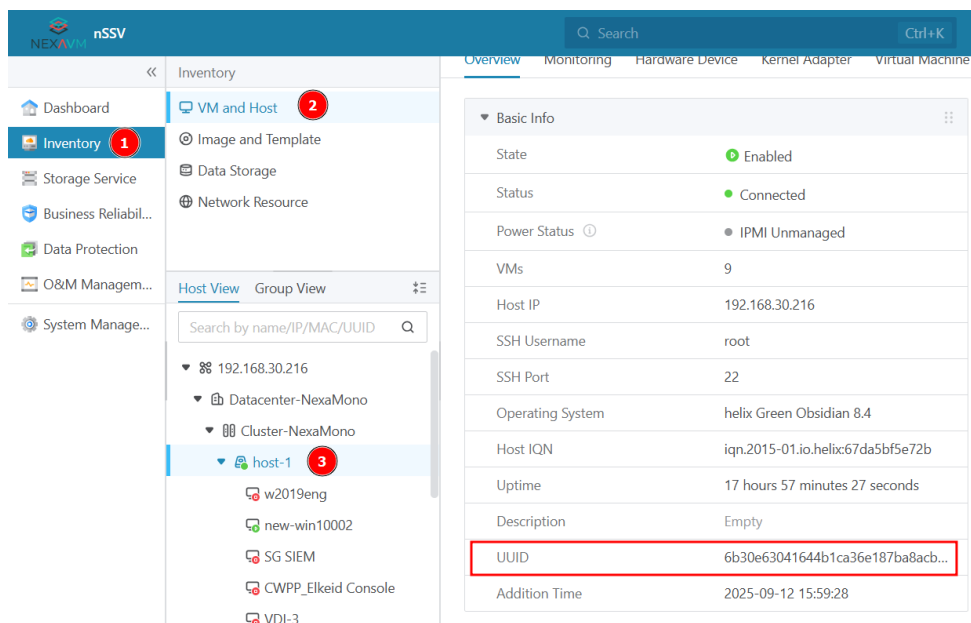 NEXAVM nSSV
Search Ctrl+K
Dashboard
Inventory 1
Storage Service
Business Reliabil...
Data Protection
O&M Managem...
System Manage...
Inventory
VM and Host 2
Image and Template
Data Storage
Network Resource
Host View Group View
Search by name/IP/MAC/UUID
192.168.30.216
Datacenter-NexaMono
Cluster-NexaMono
host-1 3
w2019eng
new-win10002
SG SIEM
CWPP_Elkeid Console
VDI-3
Overview Monitoring Hardware Device Kernel Adapter Virtual Machine
Basic Info
State Enabled
Status Connected
Power Status IPMI Unmanaged
VMs 9
Host IP 192.168.30.216
SSH Username root
SSH Port 22
Operating System helix Green Obsidian 8.4
Host IQN iqn.2015-01.io.helix:67da5bf5e72b
Uptime 17 hours 57 minutes 27 seconds
Description Empty
UUID 6b30e63041644b1ca36e187ba8acb...
Addition Time 2025-09-12 15:59:28